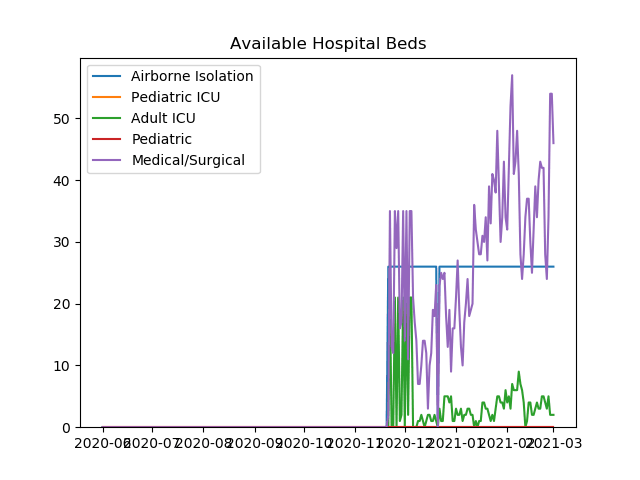 Available Hospital Beds
Airborne Isolation
Pediatric ICU
Adult ICU
Pediatric
Medical/Surgical
50
40
30
20
10
0
2020-06 2020-07 2020-08 2020-09 2020-10 2020-11 2020-12 2021-01 2021-02 2021-03